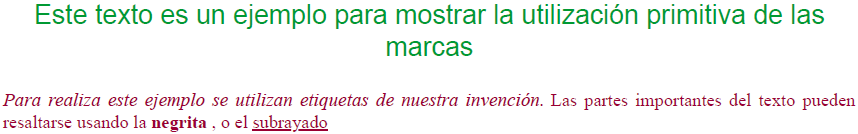 Este texto es un ejemplo para mostrar la utilización primitiva de las
marcas
Para realiza este ejemplo se utilizan etiquetas de nuestra invención. Las partes importantes del texto pueden
resaltarse usando la negrita , o el subrayado